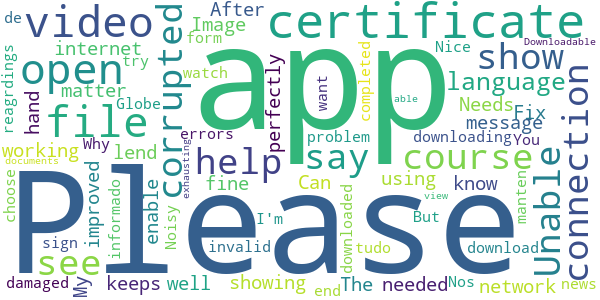 de
After
video
Image
form
certificate
Nice
Downloadable
reagrdings
internet
try
open
matter
corrupted
watch
app
want
completed
able
show
language
hand
Globe
file
perfectly
Needs
Fix
message
errors
problem
downloading
You
Why
working
lend
help
say
course
connection
Unable
choose
documents
improved
informado
enable
Noisy
fine
exhausting
Can
using
know
Please
I'm
downloaded
But
view
manten
see
sign
invalid
tudo
download
damaged
My
keeps
well
showing
end
The
needed
Nos
network
news